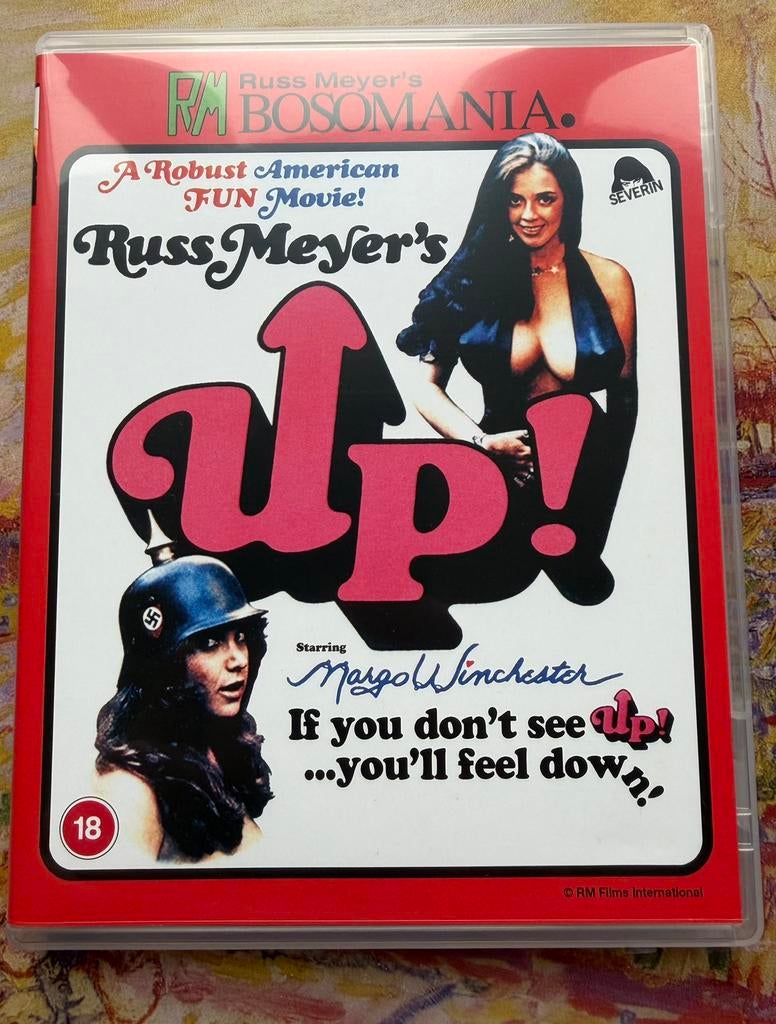 RM Russ Meyer's
BOSOMANIA.
A Robust American
FUN Movie!
SEVERIN
Russ Meyer's
Up!
Starring
Margo Winchester
If you don't see Up!
...you'll feel down!
18
© RM Films International